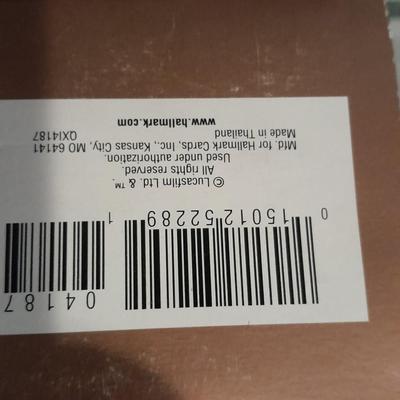 04187
0 15012 52289 1
© Lucasfilm Ltd. & ™.
All rights reserved.
Used under authorization.
Mfd. for Hallmark Cards, Inc., Kansas City, MO 64141
Made in Thailand QXI4187
www.hallmark.com